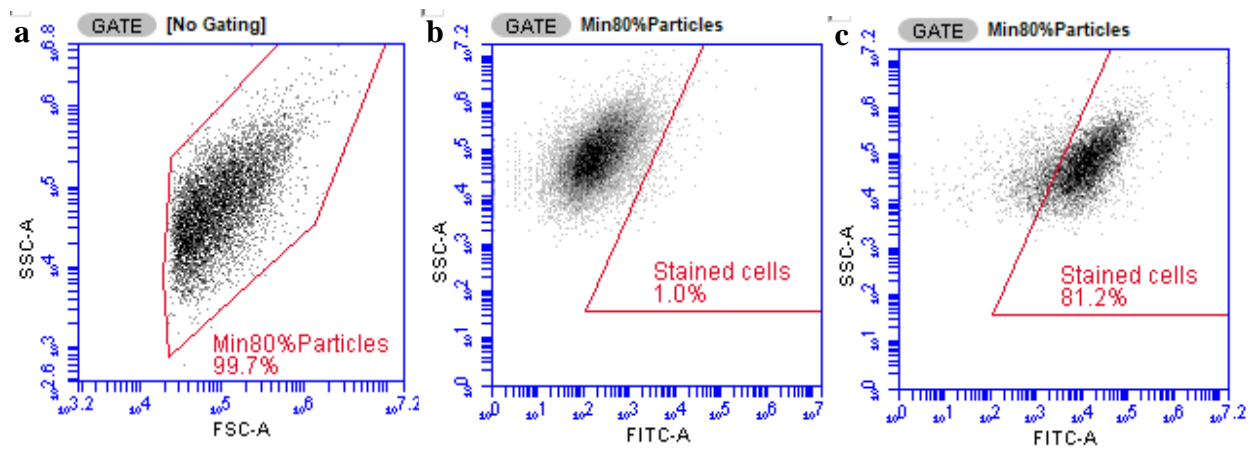 a GATE [No Gating]
SSC-A
10^6.8
10^6
10^5
10^4
10^3
10^2.6
Min80%Particles
99.7%
10^3.2 10^4 10^5 10^6 10^7.2
FSC-A
b GATE Min80%Particles
SSC-A
10^7.2
10^6
10^5
10^4
10^3
10^2
10^1
10^0
Stained cells
1.0%
10^0 10^1 10^2 10^3 10^4 10^5 10^6 10^7
FITC-A
c GATE Min80%Particles
SSC-A
10^7.2
10^6
10^5
10^4
10^3
10^2
10^1
10^0
Stained cells
81.2%
10^0 10^1 10^2 10^3 10^4 10^5 10^6 10^7.2
FITC-A